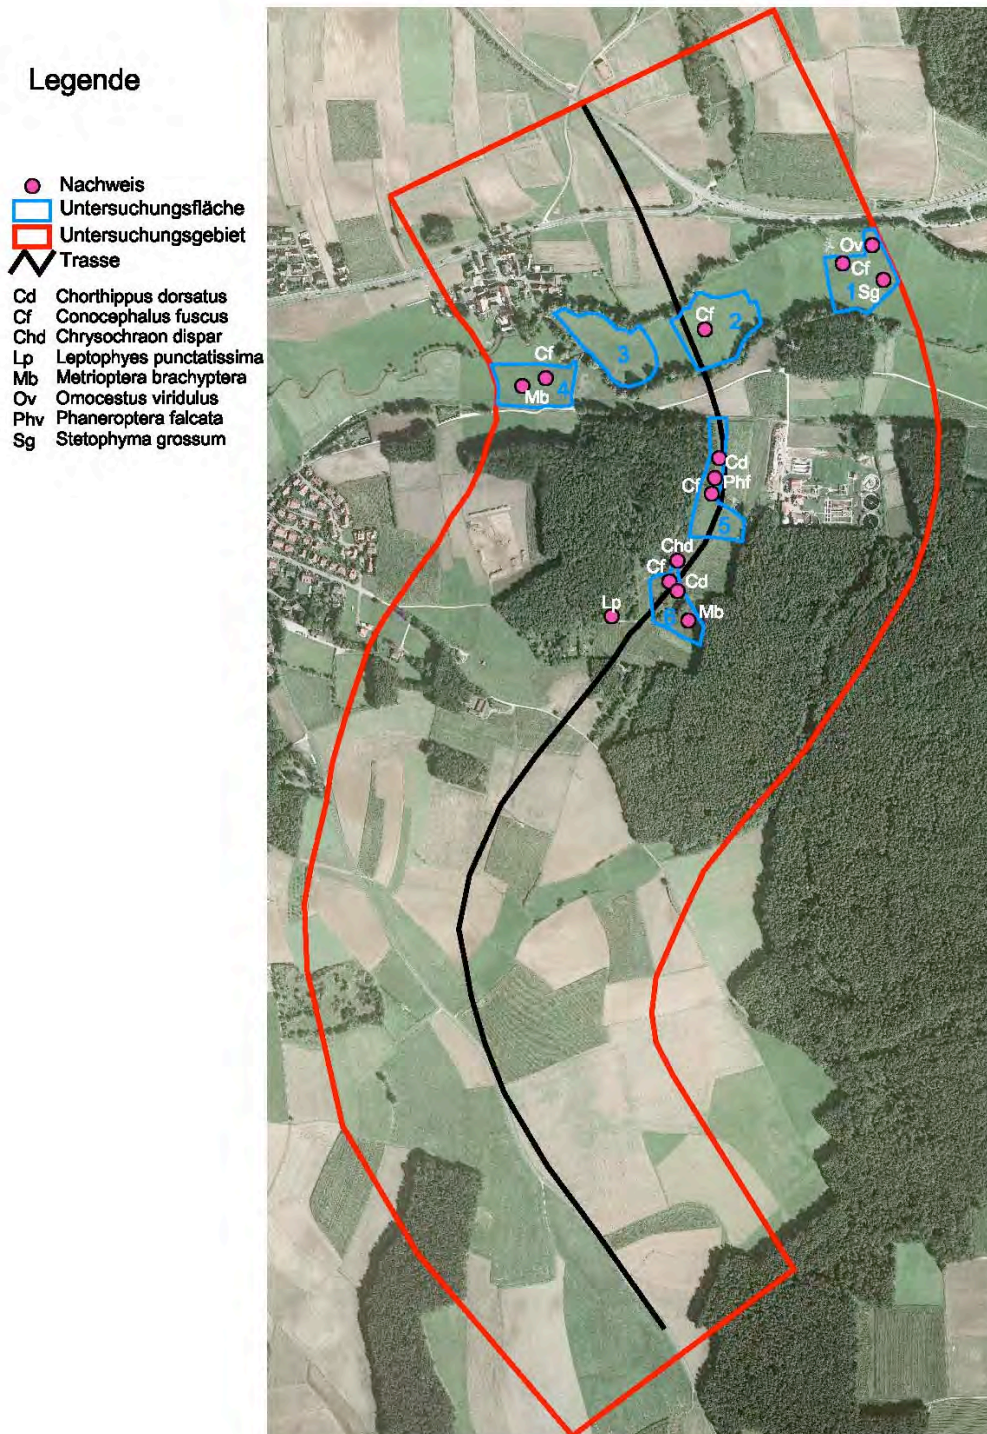 Legende
Nachweis
Untersuchungsfläche
Untersuchungsgebiet
Trasse
Cd Chorthippus dorsatus
Cf Conocephalus fuscus
Chd Chrysochraon dispar
Lp Leptophyes punctatissima
Mb Metrioptera brachyptera
Ov Omocestus viridulus
Phv Phaneroptera falcata
Sg Stetophyma grossum
Ov
Cf
1
Sg
2
Cf
3
Cf
Mb
4
Cd
Phf
Cf
5
Chd
Cf
Cd
Lp
6
Mb